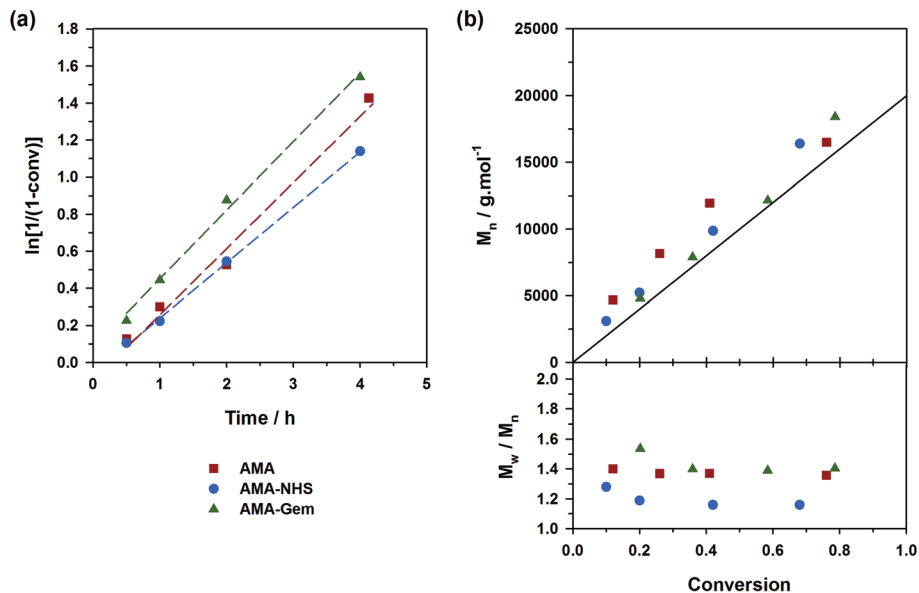 (a)
ln[1/(1-conv)]
1.8
1.6
1.4
1.2
1.0
0.8
0.6
0.4
0.2
0.0
0 1 2 3 4 5
Time / h
AMA
AMA-NHS
AMA-Gem
(b)
Mn / g.mol-1
25000
20000
15000
10000
5000
0
Mw / Mn
2.0
1.8
1.6
1.4
1.2
1.0
0.0 0.2 0.4 0.6 0.8 1.0
Conversion